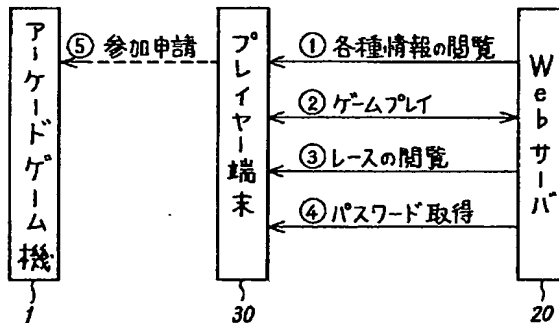 アーケードゲーム機
プレイヤー端末
Webサーバ
⑤ 参加申請
① 各種情報の閲覧
② ゲームプレイ
③ レースの閲覧
④ パスワード取得
1
30
20